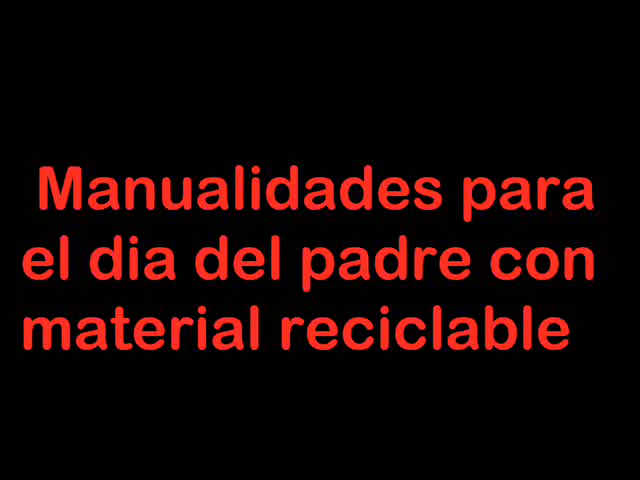 Manualidades para
el dia del padre con
material reciclable